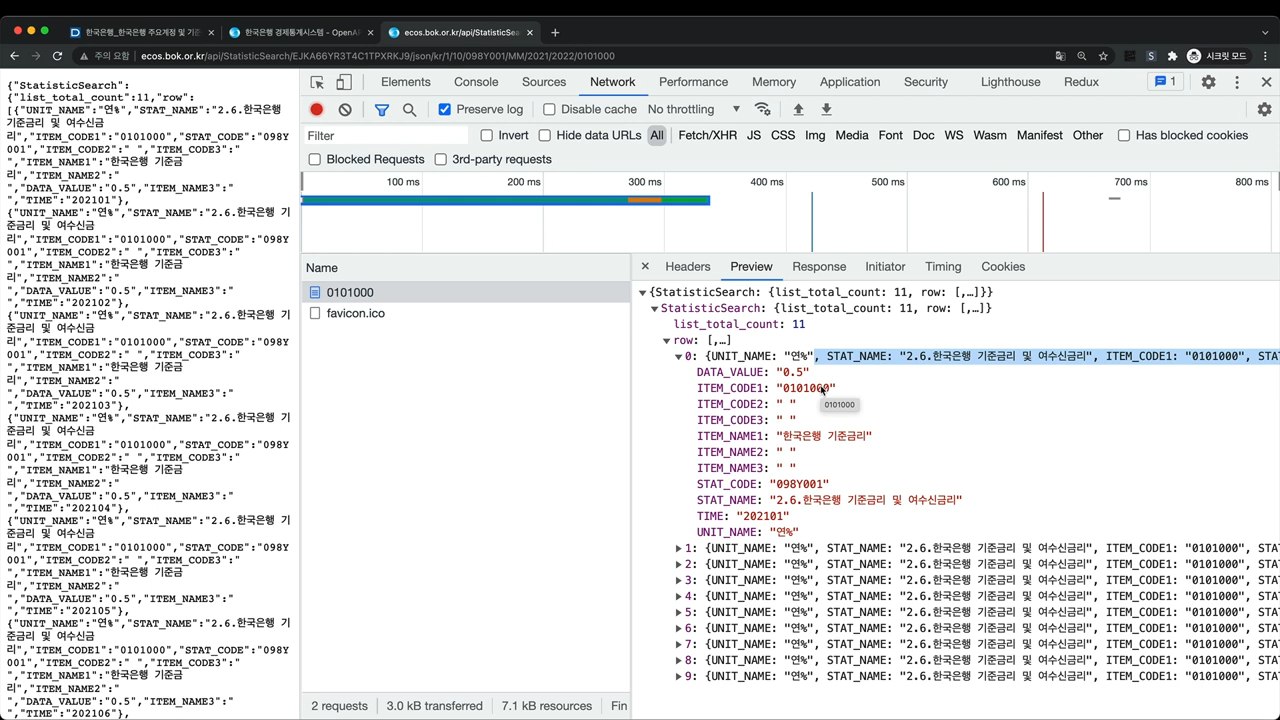 한국은행_한국은행 주요계정 및 기준
한국은행 경제통계시스템 - OpenAF
ecos.bok.or.kr/api/StatisticSea
주의 요함
ecos.bok.or.kr/api/StatisticSearch/EJKA66YR3T4C1TPXRKJ9/json/kr/1/10/098Y001/MM/2021/2022/0101000
시크릿 모드
{"StatisticSearch":
{"list_total_count":11,"row":
[{"UNIT_NAME":"연%","STAT_NAME":"2.6.한국은행
기준금리 및 여수신금
리","ITEM_CODE1":"0101000","STAT_CODE":"098Y
001","ITEM_CODE2":" ","ITEM_CODE3":"
","ITEM_NAME1":"한국은행 기준금
리","ITEM_NAME2":"
","DATA_VALUE":"0.5","ITEM_NAME3":"
","TIME":"202101"},
{"UNIT_NAME":"연%","STAT_NAME":"2.6.한국은행 기
준금리 및 여수신금
리","ITEM_CODE1":"0101000","STAT_CODE":"098Y
001","ITEM_CODE2":" ","ITEM_CODE3":"
","ITEM_NAME1":"한국은행 기준금
리","ITEM_NAME2":"
","DATA_VALUE":"0.5","ITEM_NAME3":"
","TIME":"202102"},
{"UNIT_NAME":"연%","STAT_NAME":"2.6.한국은행 기
준금리 및 여수신금
리","ITEM_CODE1":"0101000","STAT_CODE":"098Y
001","ITEM_CODE2":" ","ITEM_CODE3":"
","ITEM_NAME1":"한국은행 기준금
리","ITEM_NAME2":"
","DATA_VALUE":"0.5","ITEM_NAME3":"
","TIME":"202103"},
{"UNIT_NAME":"연%","STAT_NAME":"2.6.한국은행 기
준금리 및 여수신금
리","ITEM_CODE1":"0101000","STAT_CODE":"098Y
001","ITEM_CODE2":" ","ITEM_CODE3":"
","ITEM_NAME1":"한국은행 기준금
리","ITEM_NAME2":"
","DATA_VALUE":"0.5","ITEM_NAME3":"
","TIME":"202104"},
{"UNIT_NAME":"연%","STAT_NAME":"2.6.한국은행 기
준금리 및 여수신금
리","ITEM_CODE1":"0101000","STAT_CODE":"098Y
001","ITEM_CODE2":" ","ITEM_CODE3":"
","ITEM_NAME1":"한국은행 기준금
리","ITEM_NAME2":"
","DATA_VALUE":"0.5","ITEM_NAME3":"
","TIME":"202105"},
{"UNIT_NAME":"연%","STAT_NAME":"2.6.한국은행 기
준금리 및 여수신금
리","ITEM_CODE1":"0101000","STAT_CODE":"098Y
001","ITEM_CODE2":" ","ITEM_CODE3":"
","ITEM_NAME1":"한국은행 기준금
리","ITEM_NAME2":"
","DATA_VALUE":"0.5","ITEM_NAME3":"
","TIME":"202106"},
Elements Console Sources Network Performance Memory Application Security Lighthouse Redux 1
Preserve log Disable cache No throttling
Filter Invert Hide data URLs All Fetch/XHR JS CSS Img Media Font Doc WS Wasm Manifest Other Has blocked cookies
Blocked Requests 3rd-party requests
100 ms 200 ms 300 ms 400 ms 500 ms 600 ms 700 ms 800 ms
Name
0101000
favicon.ico
2 requests 3.0 kB transferred 7.1 kB resources Fin
Headers Preview Response Initiator Timing Cookies
{StatisticSearch: {list_total_count: 11, row: [,…]}}
StatisticSearch: {list_total_count: 11, row: [,…]}
list_total_count: 11
row: [,…]
0: {UNIT_NAME: "연%", STAT_NAME: "2.6.한국은행 기준금리 및 여수신금리", ITEM_CODE1: "0101000", STA
DATA_VALUE: "0.5"
ITEM_CODE1: "0101000"
0101000
ITEM_CODE2: " "
ITEM_CODE3: " "
ITEM_NAME1: "한국은행 기준금리"
ITEM_NAME2: " "
ITEM_NAME3: " "
STAT_CODE: "098Y001"
STAT_NAME: "2.6.한국은행 기준금리 및 여수신금리"
TIME: "202101"
UNIT_NAME: "연%"
1: {UNIT_NAME: "연%", STAT_NAME: "2.6.한국은행 기준금리 및 여수신금리", ITEM_CODE1: "0101000", STA
2: {UNIT_NAME: "연%", STAT_NAME: "2.6.한국은행 기준금리 및 여수신금리", ITEM_CODE1: "0101000", STA
3: {UNIT_NAME: "연%", STAT_NAME: "2.6.한국은행 기준금리 및 여수신금리", ITEM_CODE1: "0101000", STA
4: {UNIT_NAME: "연%", STAT_NAME: "2.6.한국은행 기준금리 및 여수신금리", ITEM_CODE1: "0101000", STA
5: {UNIT_NAME: "연%", STAT_NAME: "2.6.한국은행 기준금리 및 여수신금리", ITEM_CODE1: "0101000", STA
6: {UNIT_NAME: "연%", STAT_NAME: "2.6.한국은행 기준금리 및 여수신금리", ITEM_CODE1: "0101000", STA
7: {UNIT_NAME: "연%", STAT_NAME: "2.6.한국은행 기준금리 및 여수신금리", ITEM_CODE1: "0101000", STA
8: {UNIT_NAME: "연%", STAT_NAME: "2.6.한국은행 기준금리 및 여수신금리", ITEM_CODE1: "0101000", STA
9: {UNIT_NAME: "연%", STAT_NAME: "2.6.한국은행 기준금리 및 여수신금리", ITEM_CODE1: "0101000", STA